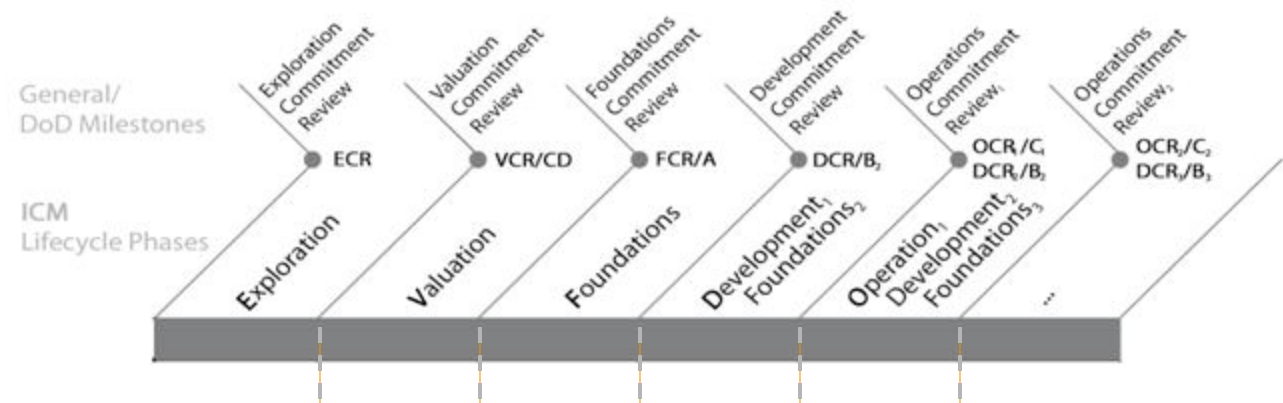 General/
DoD Milestones
Exploration
Commitment
Review
Valuation
Commitment
Review
Foundations
Commitment
Review
Development
Commitment
Review
Operations
Commitment
Review₁
Operations
Commitment
Review₂
ECR
VCR/CD
FCR/A
DCR/B₂
OCR₁/C₁
DCR₂/B₂
OCR₂/C₂
DCR₃/B₃
ICM
Lifecycle Phases
Exploration
Valuation
Foundations
Development₁
Foundations₂
Operation₁
Development₂
Foundations₃
...